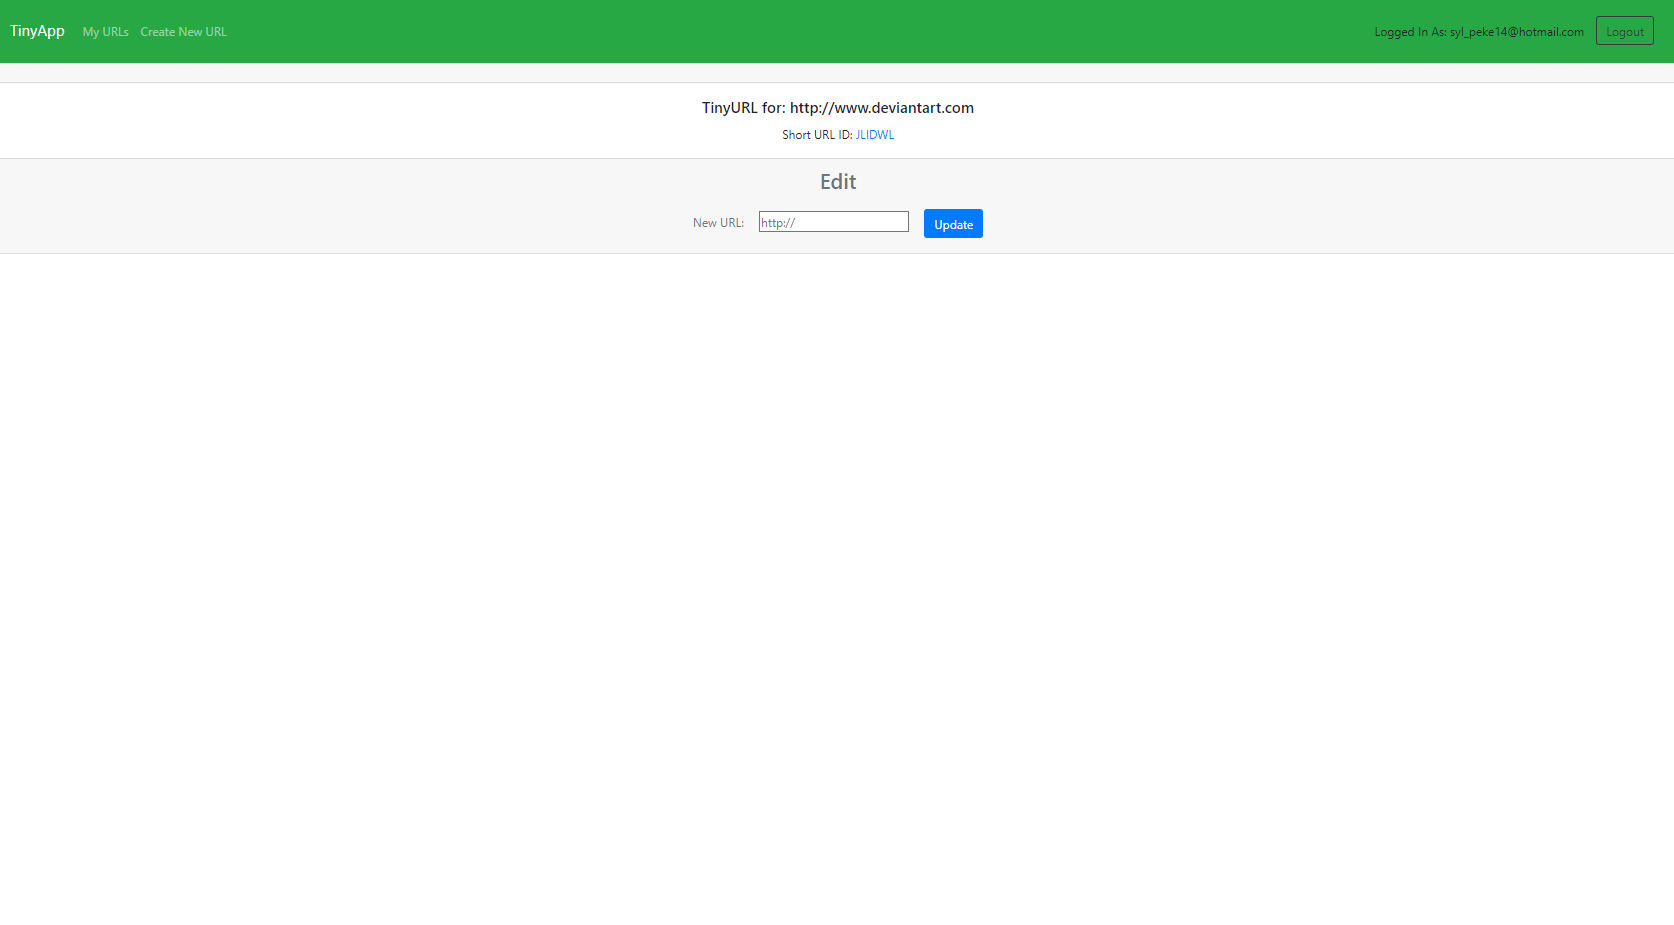 TinyApp My URLs Create New URL Logged In As: syl_peke14@hotmail.com Logout
TinyURL for: http://www.deviantart.com
Short URL ID: JLIDWL
Edit
New URL: http:// Update